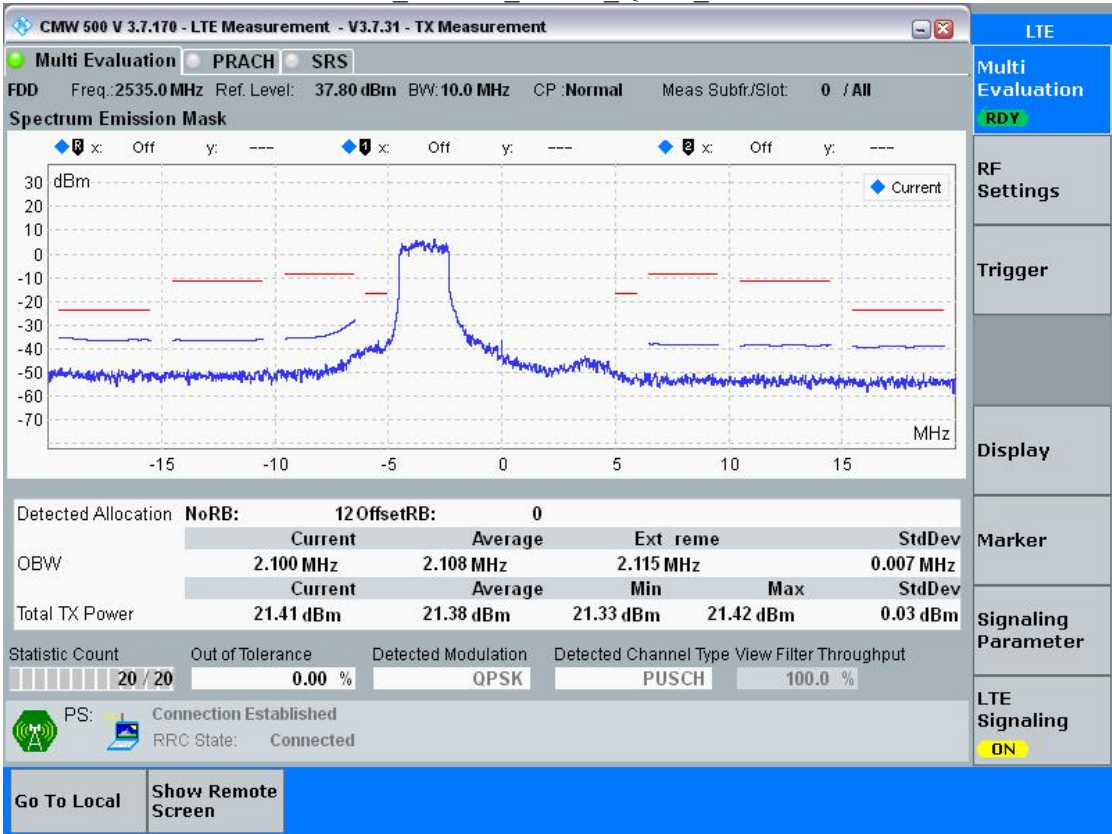 CMW 500 V 3.7.170 - LTE Measurement - V3.7.31 - TX Measurement
LTE
Multi Evaluation PRACH SRS
Multi Evaluation
RDY
FDD Freq.:2535.0 MHz Ref. Level: 37.80 dBm BW:10.0 MHz CP :Normal Meas Subfr./Slot: 0 / All
Spectrum Emission Mask
R x: Off y: --- 1 x: Off y: --- 2 x: Off y: ---
dBm
Current
30
20
10
0
-10
-20
-30
-40
-50
-60
-70
MHz
-15 -10 -5 0 5 10 15
RF Settings
Trigger
Display
Marker
Signaling Parameter
LTE Signaling
ON
Detected Allocation NoRB: 12 OffsetRB: 0
Current Average Ext reme StdDev
OBW 2.100 MHz 2.108 MHz 2.115 MHz 0.007 MHz
Current Average Min Max StdDev
Total TX Power 21.41 dBm 21.38 dBm 21.33 dBm 21.42 dBm 0.03 dBm
Statistic Count Out of Tolerance Detected Modulation Detected Channel Type View Filter Throughput
20 / 20 0.00 % QPSK PUSCH 100.0 %
PS: Connection Established
RRC State: Connected
Go To Local
Show Remote Screen